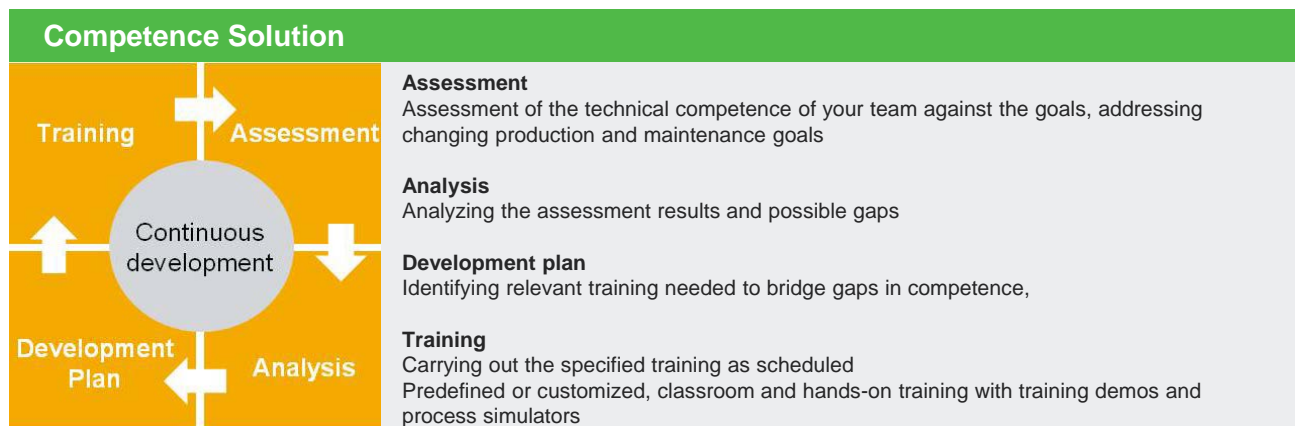 Competence Solution
Training
Assessment
Continuous
development
Development
Plan
Analysis
Assessment
Assessment of the technical competence of your team against the goals, addressing
changing production and maintenance goals
Analysis
Analyzing the assessment results and possible gaps
Development plan
Identifying relevant training needed to bridge gaps in competence,
Training
Carrying out the specified training as scheduled
Predefined or customized, classroom and hands-on training with training demos and
process simulators